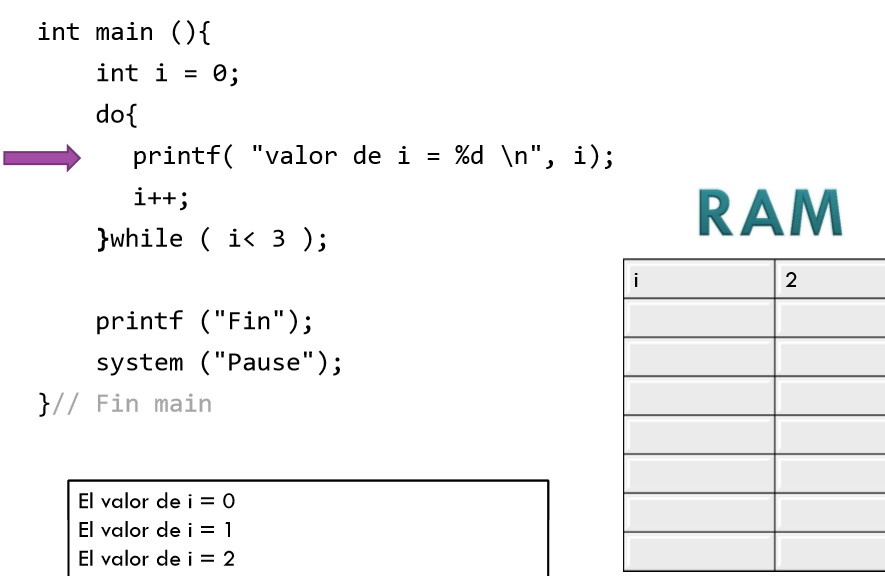 int main (){
int i = 0;
do{
printf( "valor de i = %d \n", i);
i++;
}while ( i< 3 );
printf ("Fin");
system ("Pause");
}// Fin main
RAM
i 2
El valor de i = 0
El valor de i = 1
El valor de i = 2